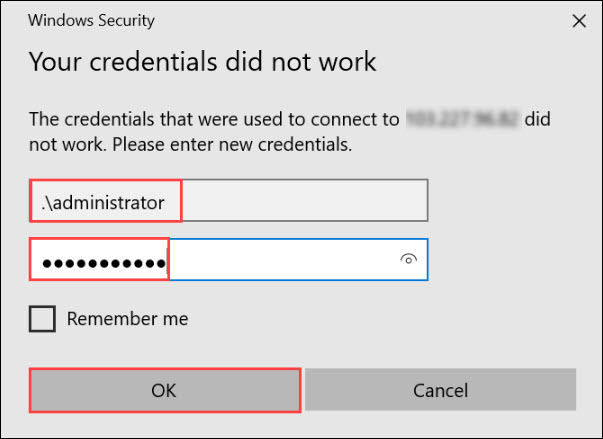 Windows Security
Your credentials did not work
The credentials that were used to connect to did
not work. Please enter new credentials.
.\administrator
●●●●●●●●●●●
Remember me
OK
Cancel